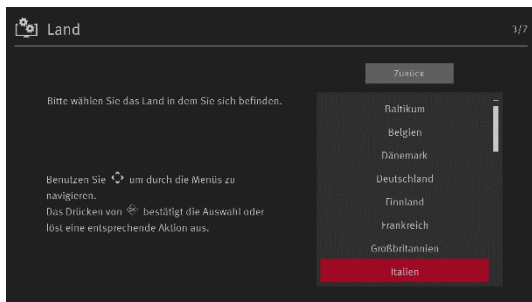 Land
3/7
Zurück
Bitte wählen Sie das Land in dem Sie sich befinden.
Baltikum
Belgien
Dänemark
Deutschland
Finnland
Frankreich
Großbritannien
Italien
Benutzen Sie um durch die Menüs zu
navigieren.
Das Drücken von bestätigt die Auswahl oder
löst eine entsprechende Aktion aus.